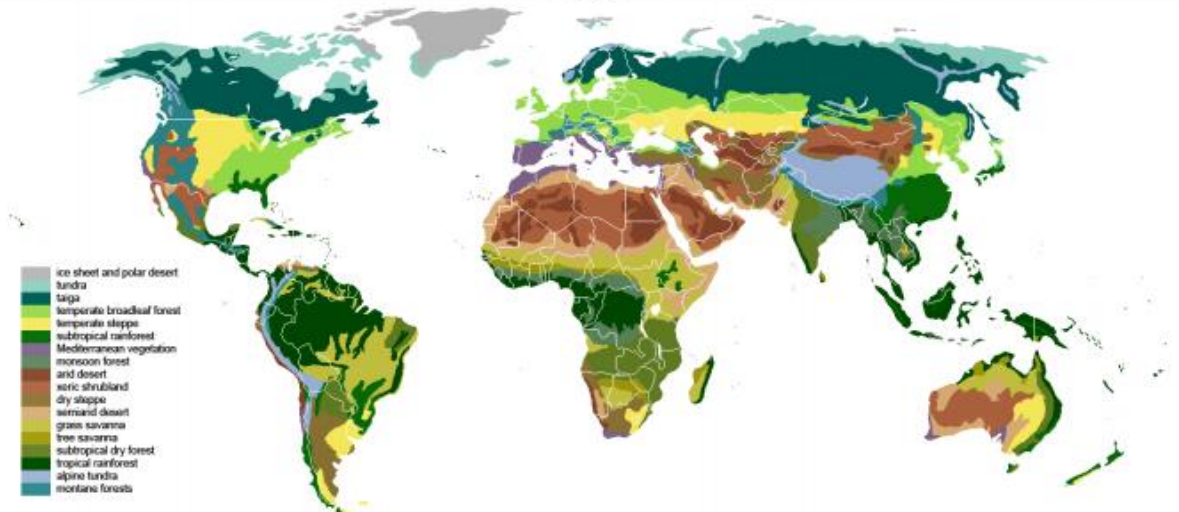 ice sheet and polar desert
tundra
taiga
temperate broadleaf forest
temperate steppe
subtropical rainforest
Mediterranean vegetation
monsoon forest
arid desert
xeric shrubland
dry steppe
semiarid desert
grass savanna
tree savanna
subtropical dry forest
tropical rainforest
alpine tundra
montane forests